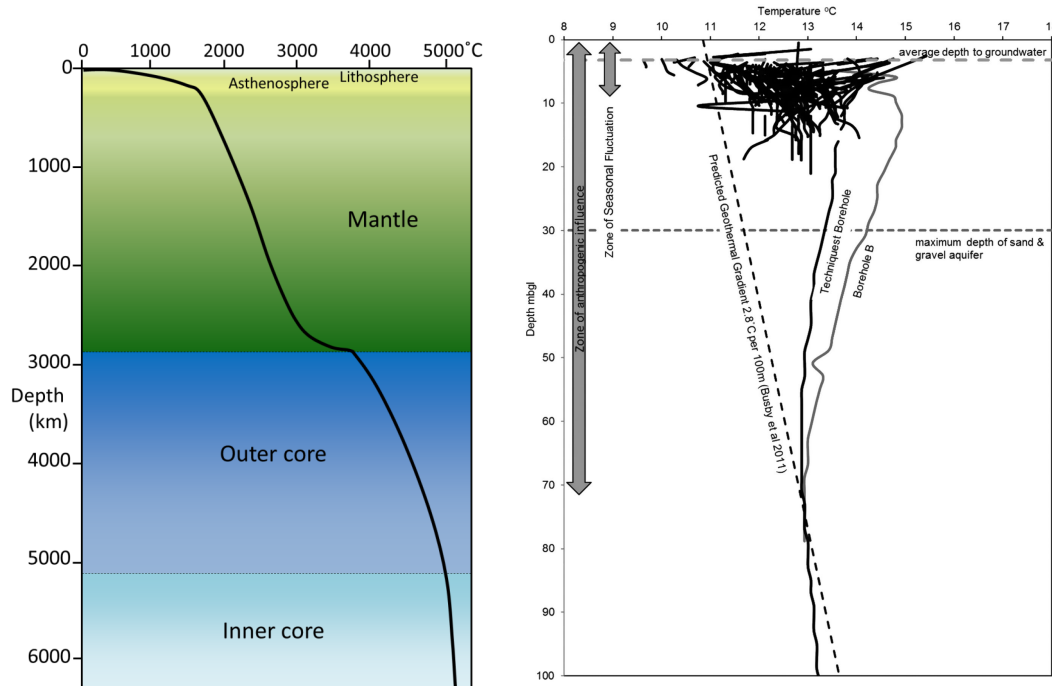 0 1000 2000 3000 4000 5000˚C
0
Lithosphere
Asthenosphere
1000
Mantle
2000
3000
Depth
(km)
Outer core
4000
5000
Inner core
6000
Temperature ºC
8 9 10 11 12 13 14 15 16 17 18
0
average depth to groundwater
10
20
30
maximum depth of sand &
gravel aquifer
40
50
60
70
80
90
100
Depth mbgl
Zone of anthropogenic influence
Zone of Seasonal Fluctuation
Predicted Geothermal Gradient 2.8˚C per 100m (Busby et al 2011)
Techniquest Borehole
Borehole B